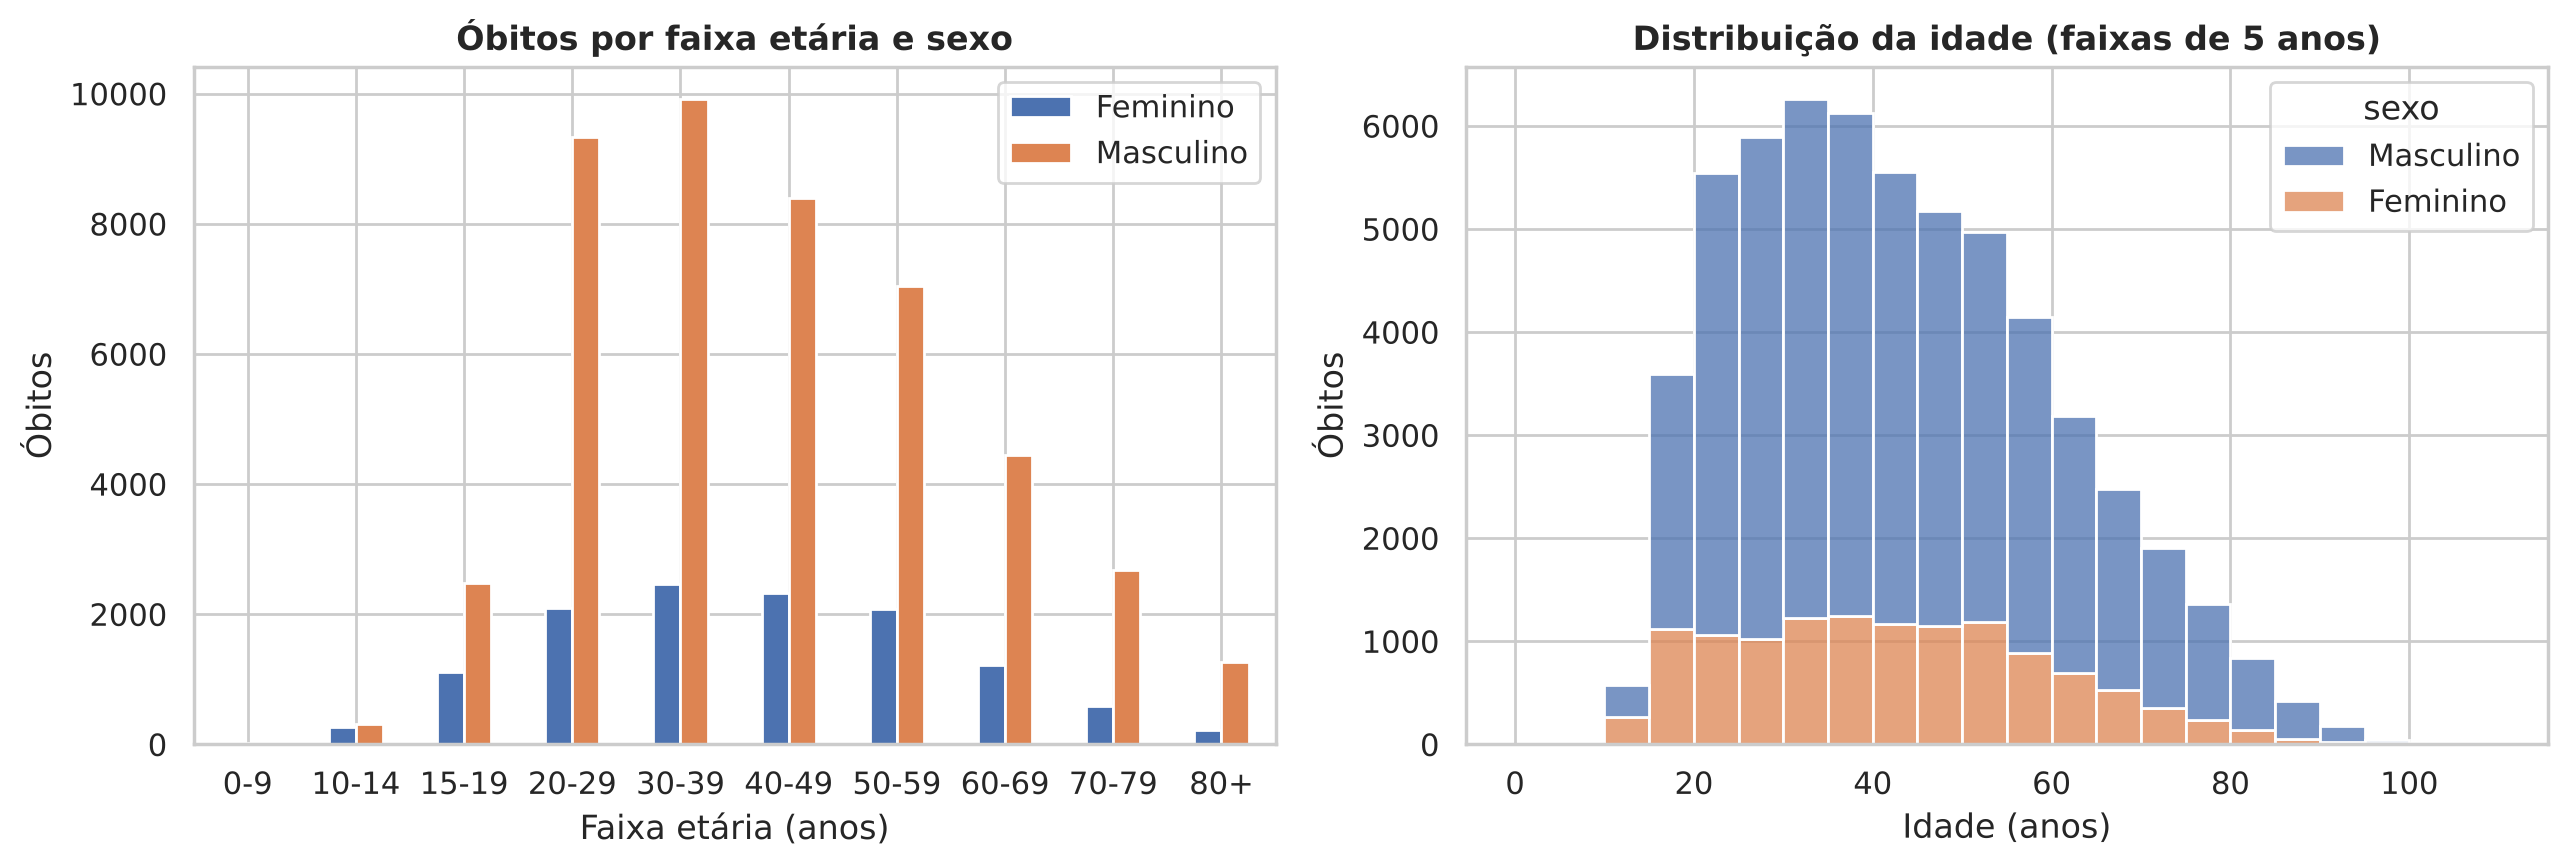 Óbitos por faixa etária e sexo
10000
8000
6000
4000
2000
0
Óbitos
Feminino
Masculino
0-9 10-14 15-19 20-29 30-39 40-49 50-59 60-69 70-79 80+
Faixa etária (anos)
Distribuição da idade (faixas de 5 anos)
6000
5000
4000
3000
2000
1000
0
Óbitos
sexo
Masculino
Feminino
0 20 40 60 80 100
Idade (anos)